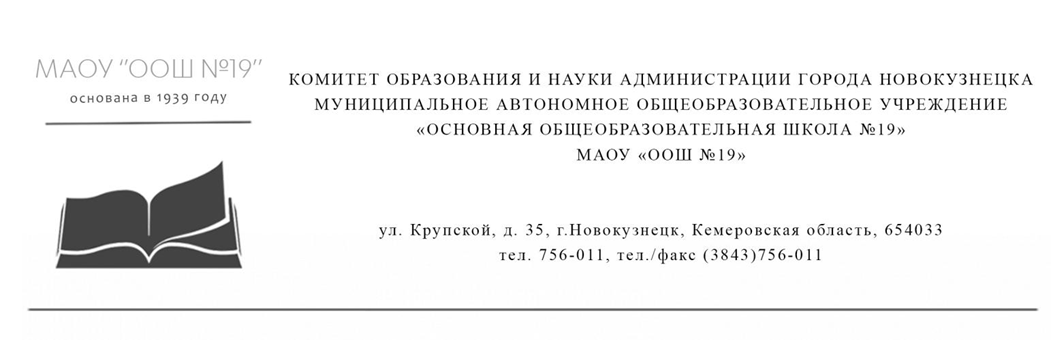 МАОУ "ООШ №19"
основана в 1939 году
КОМИТЕТ ОБРАЗОВАНИЯ И НАУКИ АДМИНИСТРАЦИИ ГОРОДА НОВОКУЗНЕЦКА
МУНИЦИПАЛЬНОЕ АВТОНОМНОЕ ОБЩЕОБРАЗОВАТЕЛЬНОЕ УЧРЕЖДЕНИЕ
«ОСНОВНАЯ ОБЩЕОБРАЗОВАТЕЛЬНАЯ ШКОЛА №19»
МАОУ «ООШ №19»
ул. Крупской, д. 35, г.Новокузнецк, Кемеровская область, 654033
тел. 756-011, тел./факс (3843)756-011